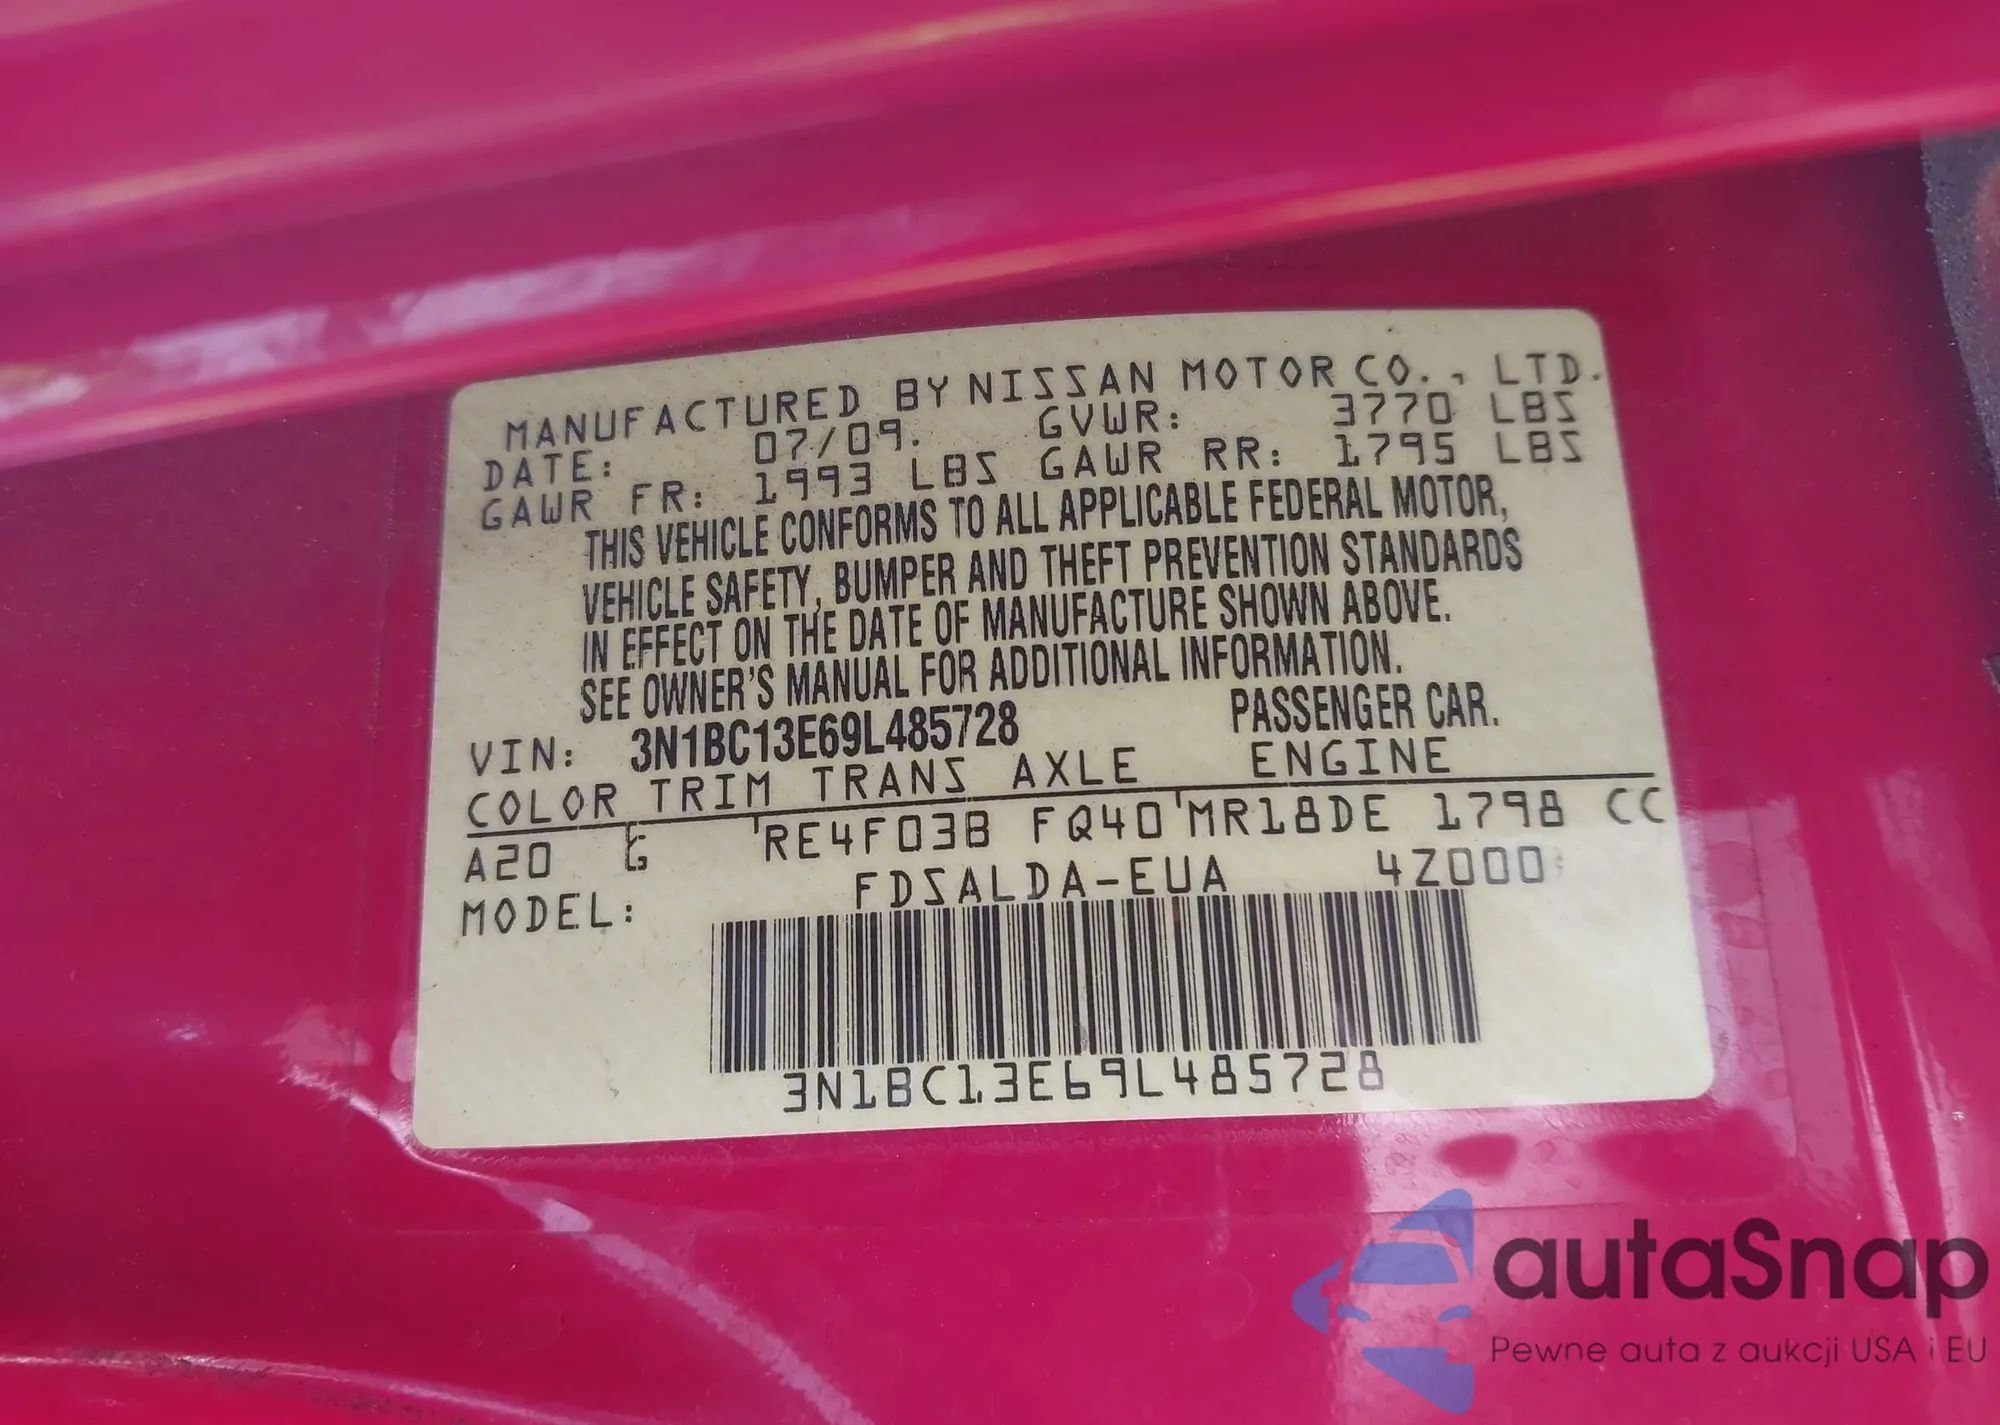 MANUFACTURED BY NISSAN MOTOR CO., LTD.
DATE: 07/09. GVWR: 3770 LBS
GAWR FR: 1993 LBS GAWR RR: 1795 LBS
THIS VEHICLE CONFORMS TO ALL APPLICABLE FEDERAL MOTOR,
VEHICLE SAFETY, BUMPER AND THEFT PREVENTION STANDARDS
IN EFFECT ON THE DATE OF MANUFACTURE SHOWN ABOVE.
SEE OWNER'S MANUAL FOR ADDITIONAL INFORMATION.
VIN: 3N1BC13E69L485728 PASSENGER CAR.
COLOR TRIM TRANS AXLE ENGINE
A20 G RE4F03B FQ40 MR18DE 1798 CC
MODEL: FDSALDA-EUA 4Z000
3N1BC13E69L485728
autaSnap
Pewne auta z aukcji USA i EU